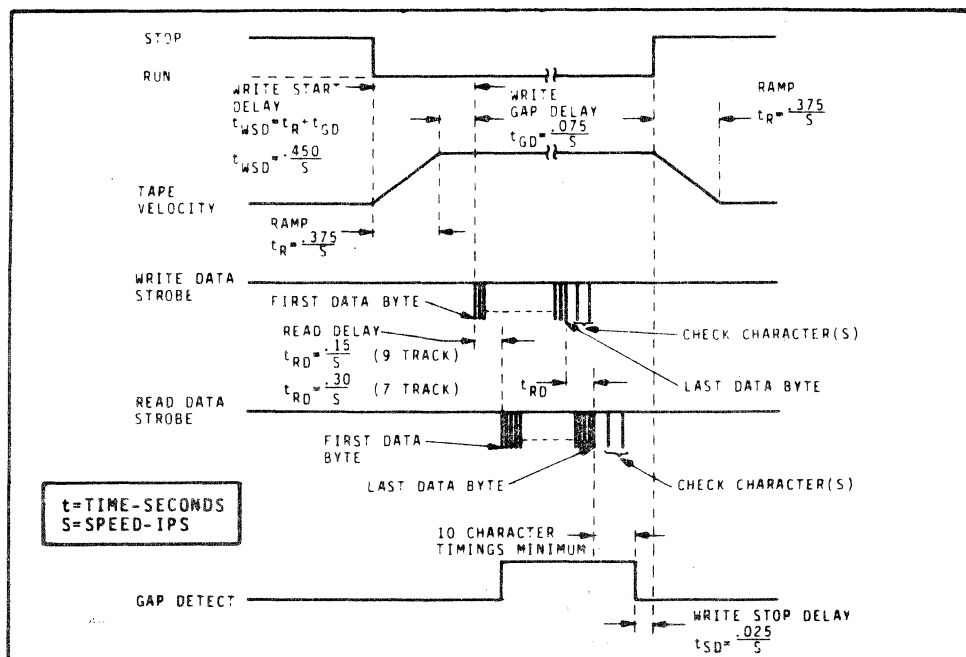 STOP
RUN
WRITE START
DELAY
tWSD=tR+tGD
tWSD=.450/S
WRITE
GAP DELAY
tGD=.075/S
RAMP
tR=.375/S
TAPE
VELOCITY
RAMP
tR=.375/S
WRITE DATA
STROBE
FIRST DATA BYTE
CHECK CHARACTER(S)
READ DELAY
tRD=.15/S (9 TRACK)
tRD=.30/S (7 TRACK)
tRD
LAST DATA BYTE
READ DATA
STROBE
FIRST DATA
BYTE
LAST DATA BYTE
CHECK CHARACTER(S)
t=TIME-SECONDS
S=SPEED-IPS
10 CHARACTER
TIMINGS MINIMUM
GAP DETECT
WRITE STOP DELAY
tSD=.025/S